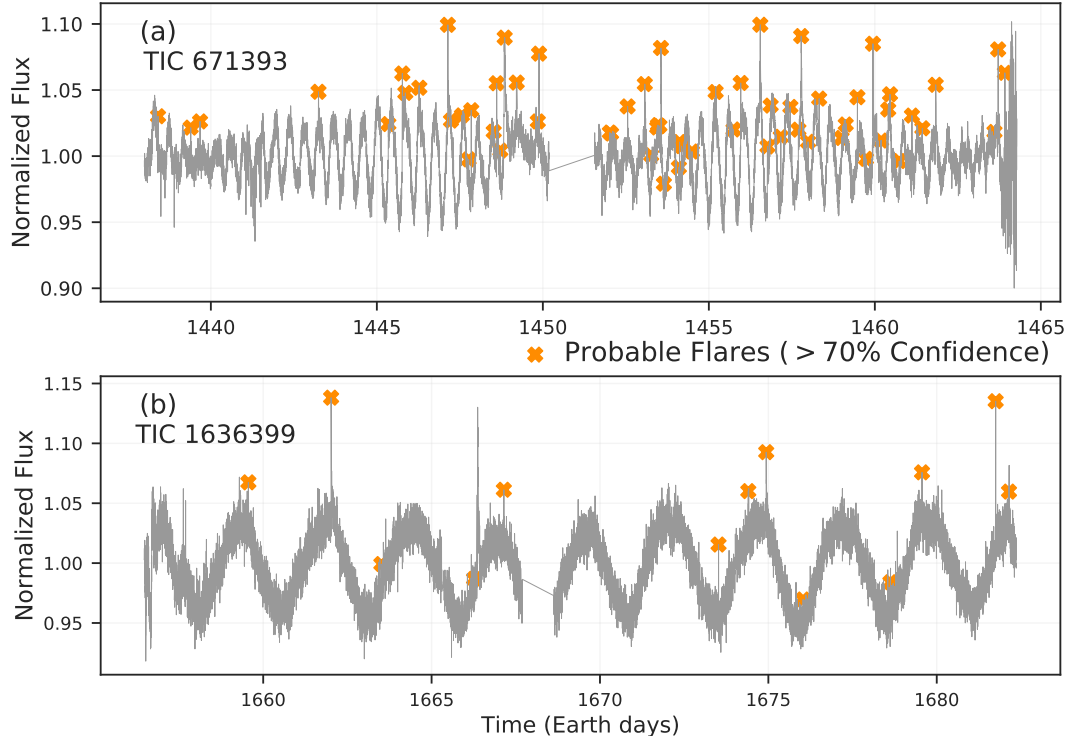 1.10
1.05
1.00
0.95
0.90
Normalized Flux
(a)
TIC 671393
1440 1445 1450 1455 1460 1465
Probable Flares ( > 70% Confidence)
1.15
1.10
1.05
1.00
0.95
Normalized Flux
(b)
TIC 1636399
1660 1665 1670 1675 1680
Time (Earth days)